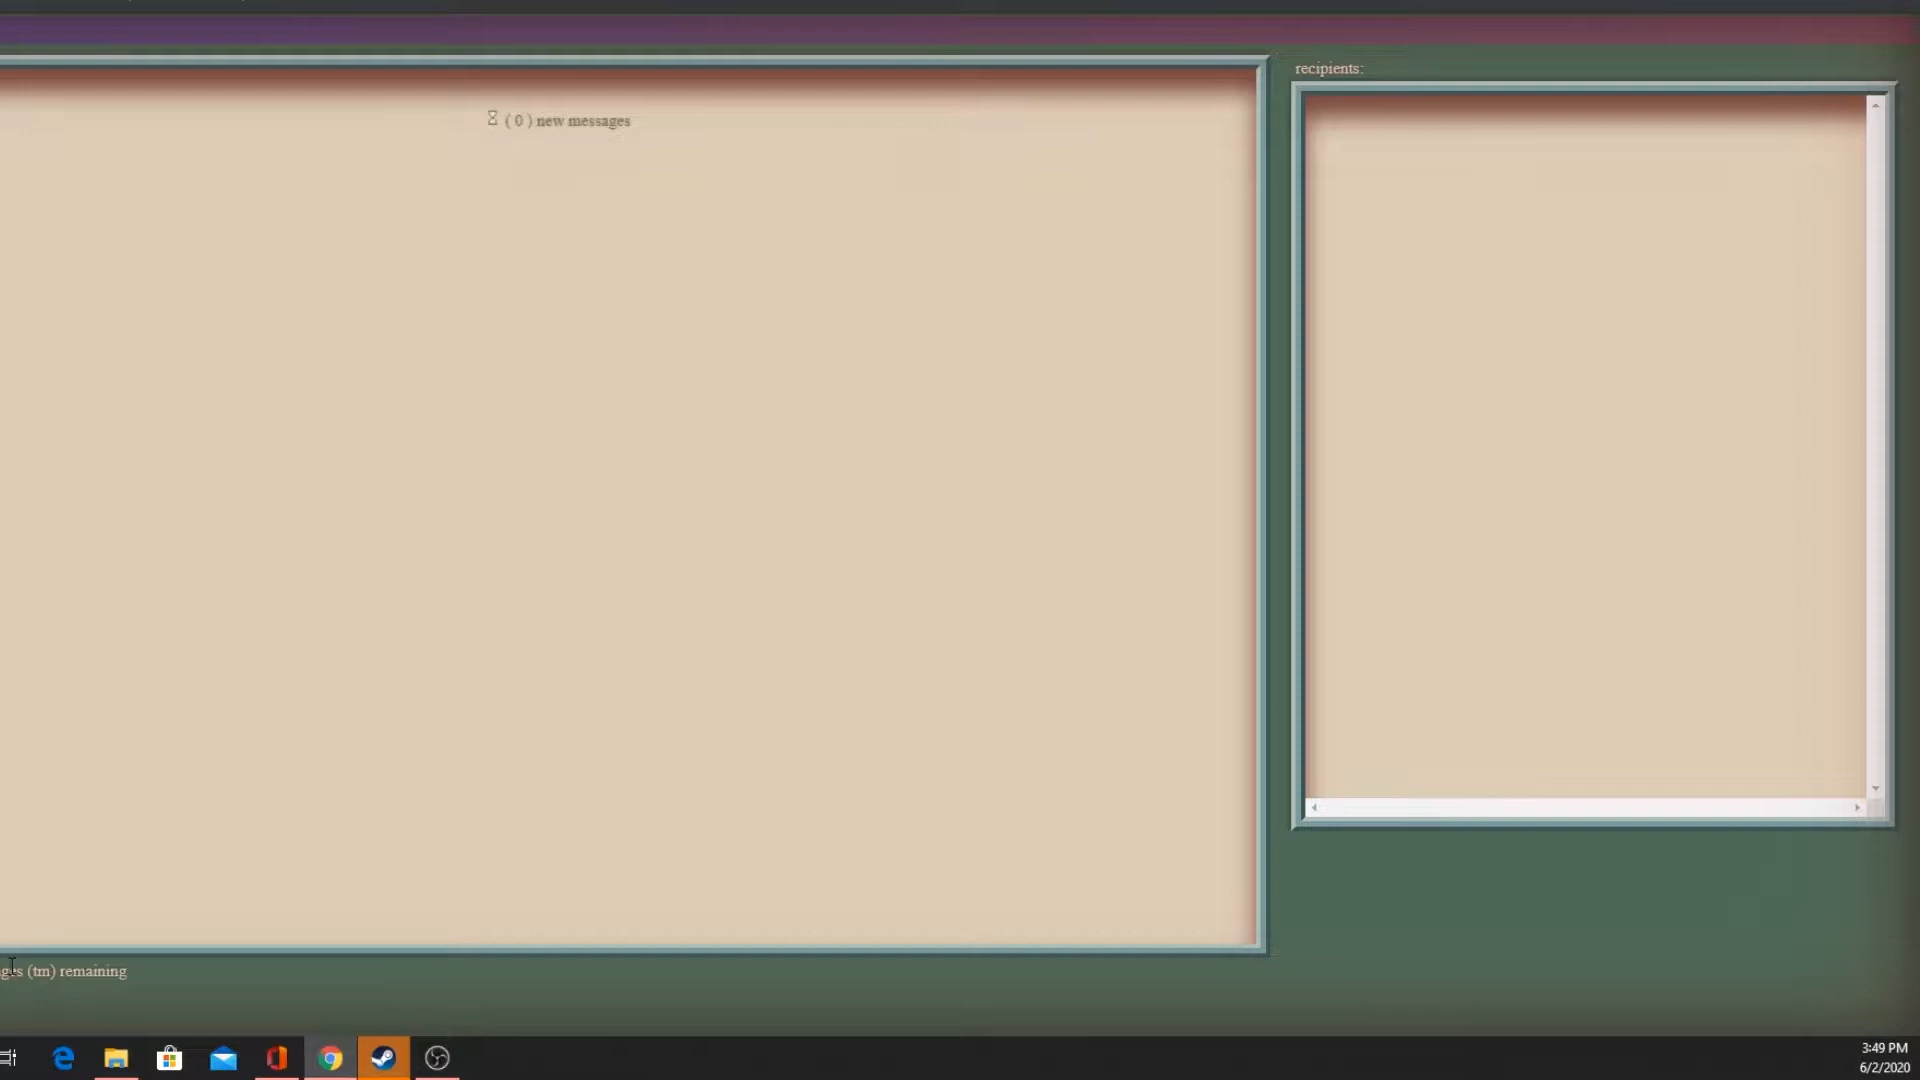 recipients:
( 0 ) new messages
(tm) remaining
3:49 PM
6/2/2020